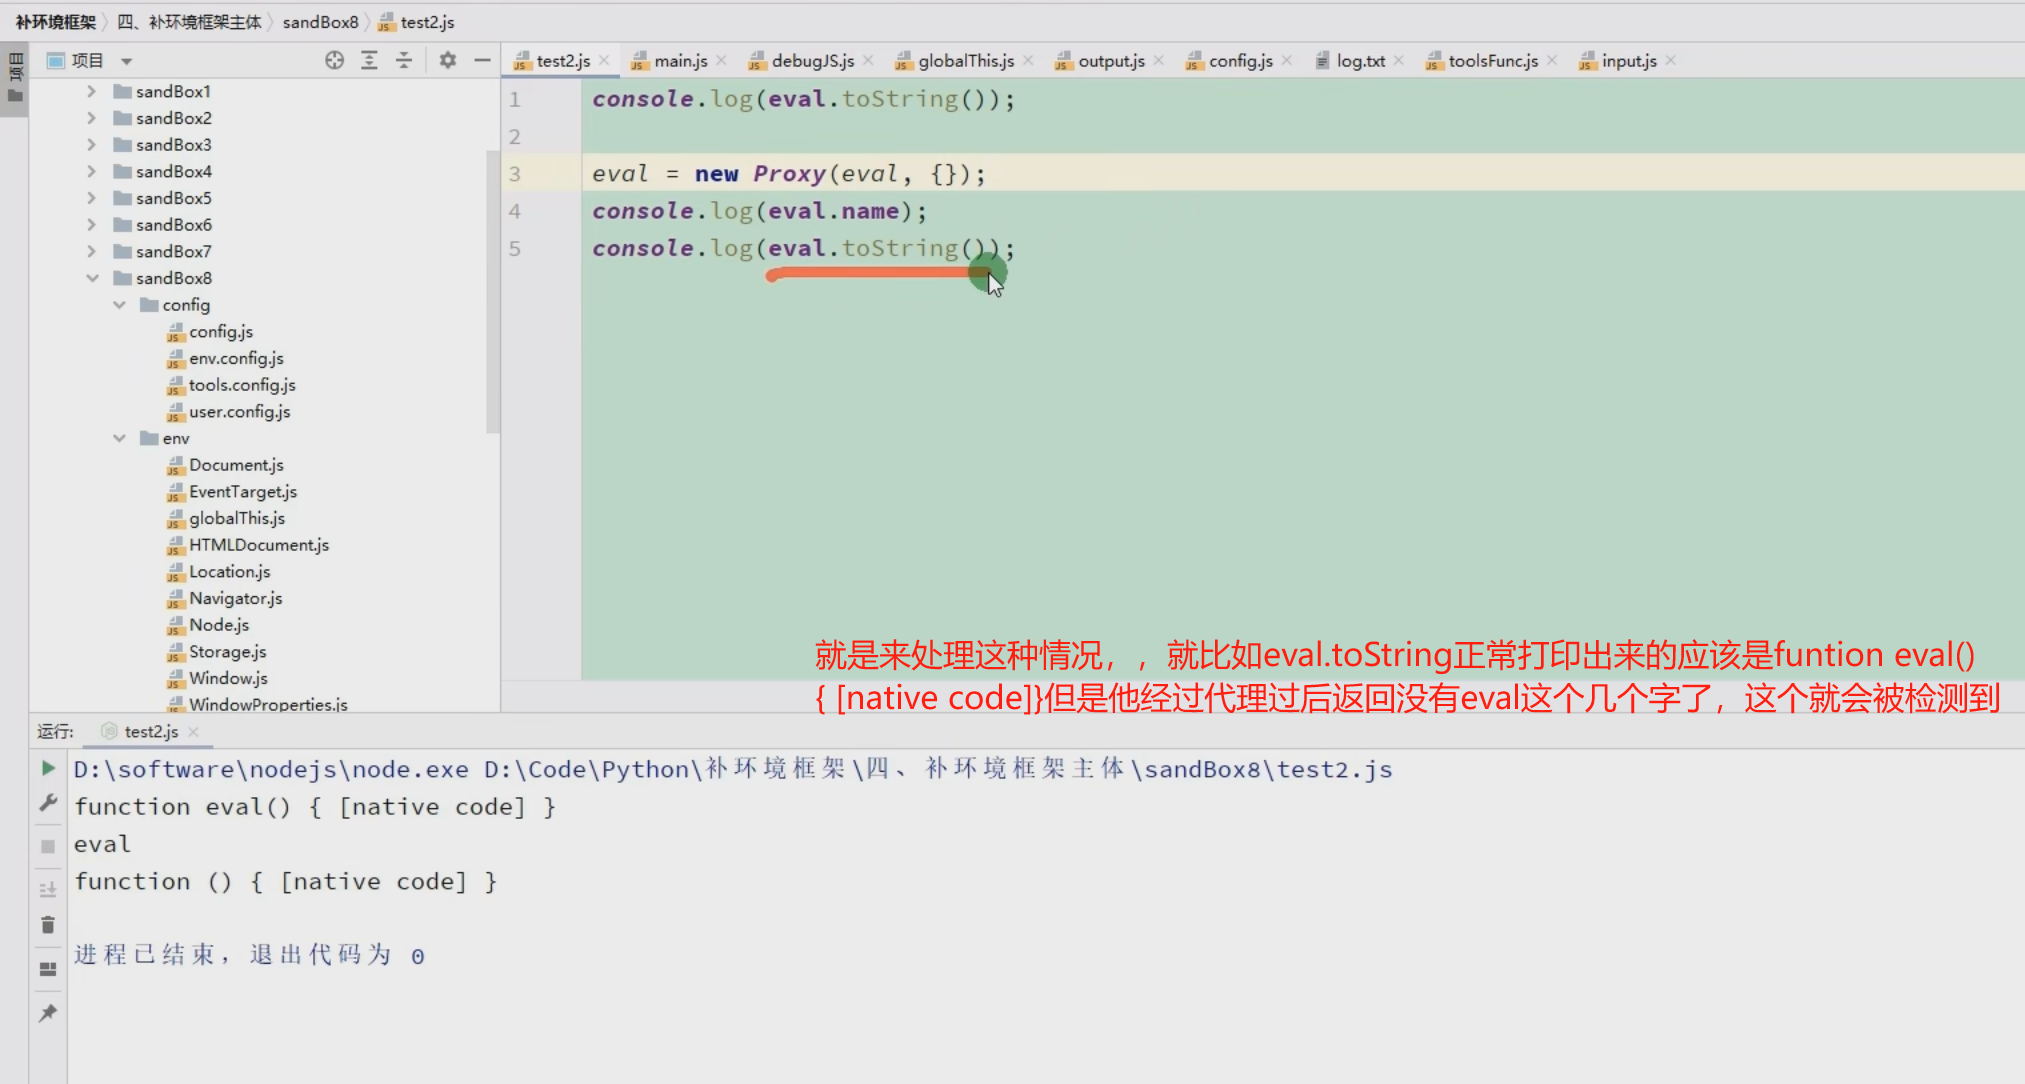 补环境框架 四、补环境框架主体 sandBox8 test2.js
项目
项目
test2.js main.js debugJS.js globalThis.js output.js config.js log.txt toolsFunc.js input.js
sandBox1
sandBox2
sandBox3
sandBox4
sandBox5
sandBox6
sandBox7
sandBox8
config
config.js
env.config.js
tools.config.js
user.config.js
env
Document.js
EventTarget.js
globalThis.js
HTMLDocument.js
Location.js
Navigator.js
Node.js
Storage.js
Window.js
WindowProperties.js
1 console.log(eval.toString());
2
3 eval = new Proxy(eval, {});
4 console.log(eval.name);
5 console.log(eval.toString());
就是来处理这种情况，，就比如eval.toString正常打印出来的应该是funtion eval()
{ [native code]}但是他经过代理过后返回没有eval这个几个字了，这个就会被检测到
运行: test2.js
D:\software\nodejs\node.exe D:\Code\Python\补环境框架\四、补环境框架主体\sandBox8\test2.js
function eval() { [native code] }
eval
function () { [native code] }
进程已结束，退出代码为 0